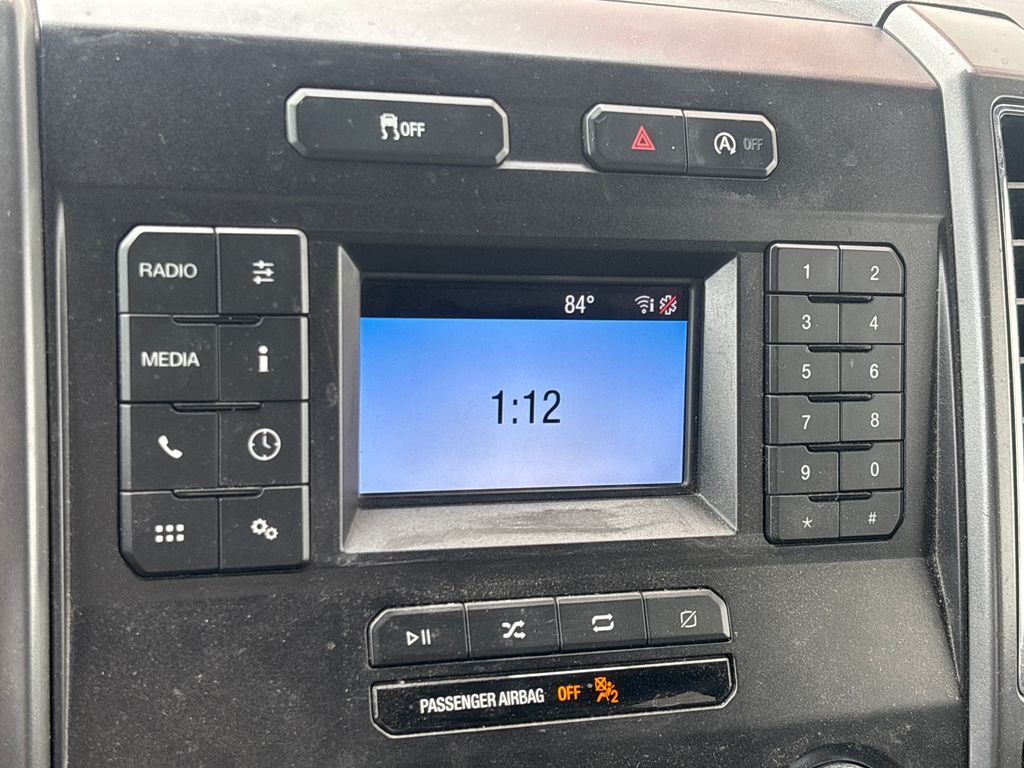 OFF
A OFF
RADIO
MEDIA
i
84° i
1:12
1 2
3 4
5 6
7 8
9 0
* #
PASSENGER AIRBAG OFF 2